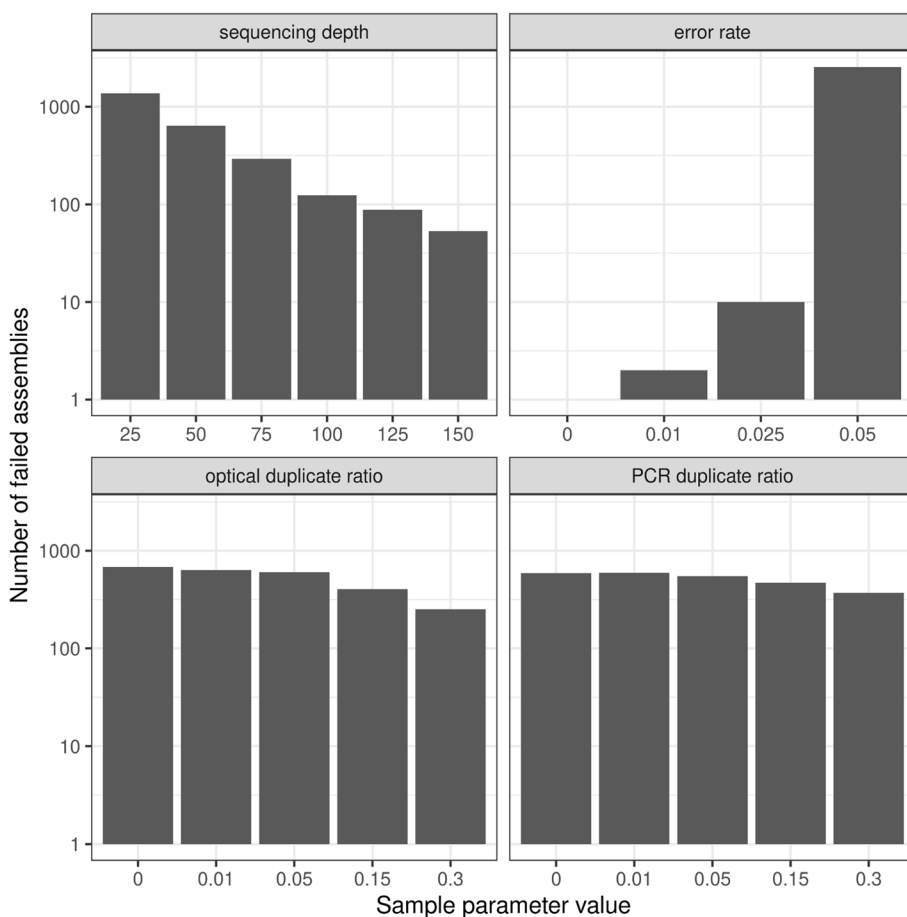 sequencing depth
error rate
1000
100
10
1
25 50 75 100 125 150
0 0.01 0.025 0.05
optical duplicate ratio
PCR duplicate ratio
1000
100
10
1
0 0.01 0.05 0.15 0.3
0 0.01 0.05 0.15 0.3
Number of failed assemblies
Sample parameter value